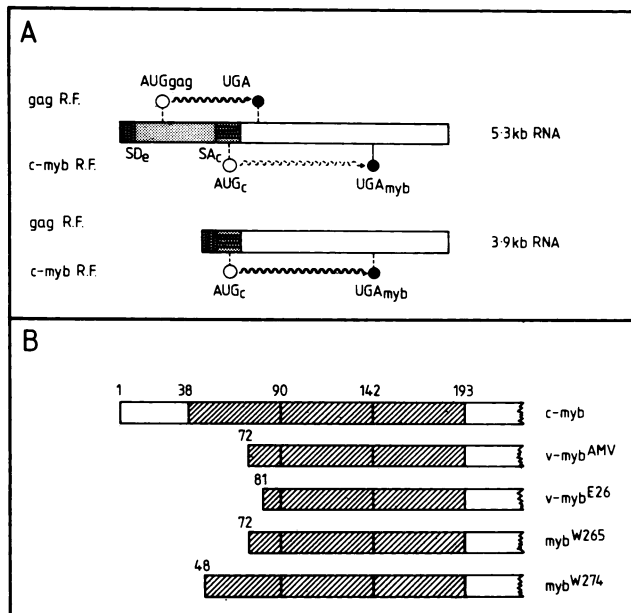 A
AUGgag UGA
gag R.F.
5·3kb RNA
SDe SAc
c-myb R.F.
AUGc UGAmyb
gag R.F.
3·9kb RNA
c-myb R.F.
AUGc UGAmyb
B
1 38 90 142 193
c-myb
72
v-mybAMV
81
v-mybE26
72
mybW265
48
mybW274